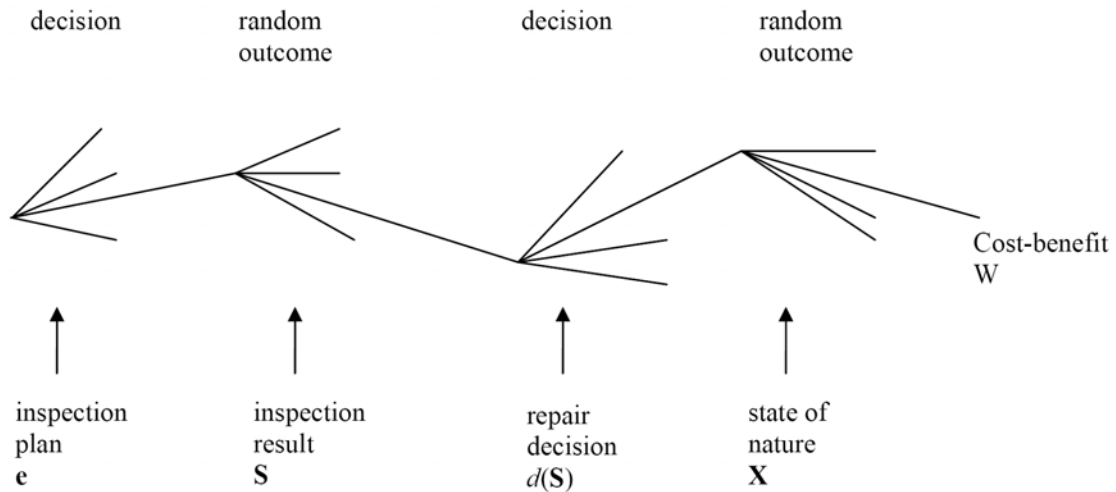 decision
random
outcome
decision
random
outcome
Cost-benefit
W
inspection
plan
e
inspection
result
S
repair
decision
d(S)
state of
nature
X